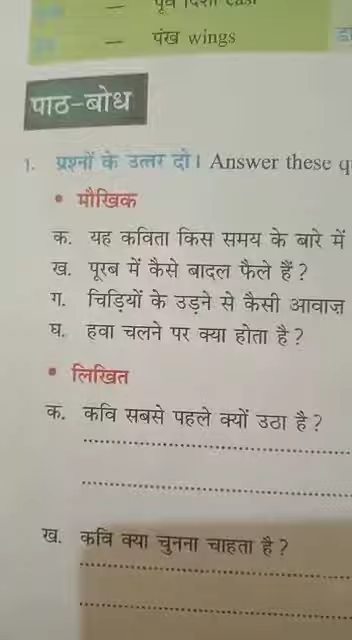 — पूर्व दिशा east
— पंख wings
पाठ-बोध
1. प्रश्नों के उत्तर दो। Answer these
• मौखिक
क. यह कविता किस समय के बारे में
ख. पूरब में कैसे बादल फैले हैं?
ग. चिड़ियों के उड़ने से कैसी आवाज़
घ. हवा चलने पर क्या होता है?
• लिखित
क. कवि सबसे पहले क्यों उठा है?
ख. कवि क्या चुनना चाहता है?